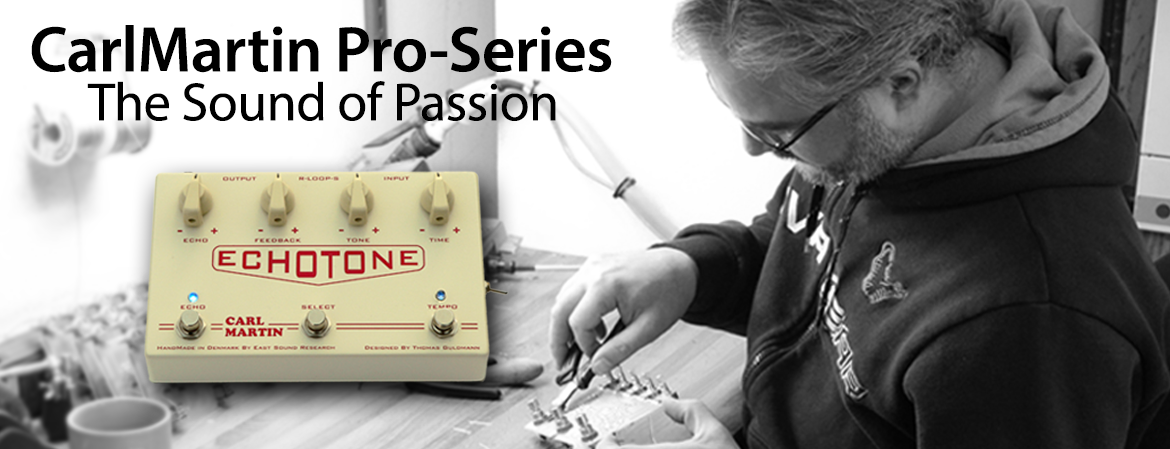 CarlMartin Pro-Series
The Sound of Passion
OUTPUT R-LOOP-S INPUT
- + - + - + - +
ECHO FEEDBACK TONE TIME
ECHOTONE
ECHO SELECT TEMPO
CARL
MARTIN
HANDMADE IN DENMARK BY EAST SOUND RESEARCH DESIGNED BY THOMAS GULDMANN